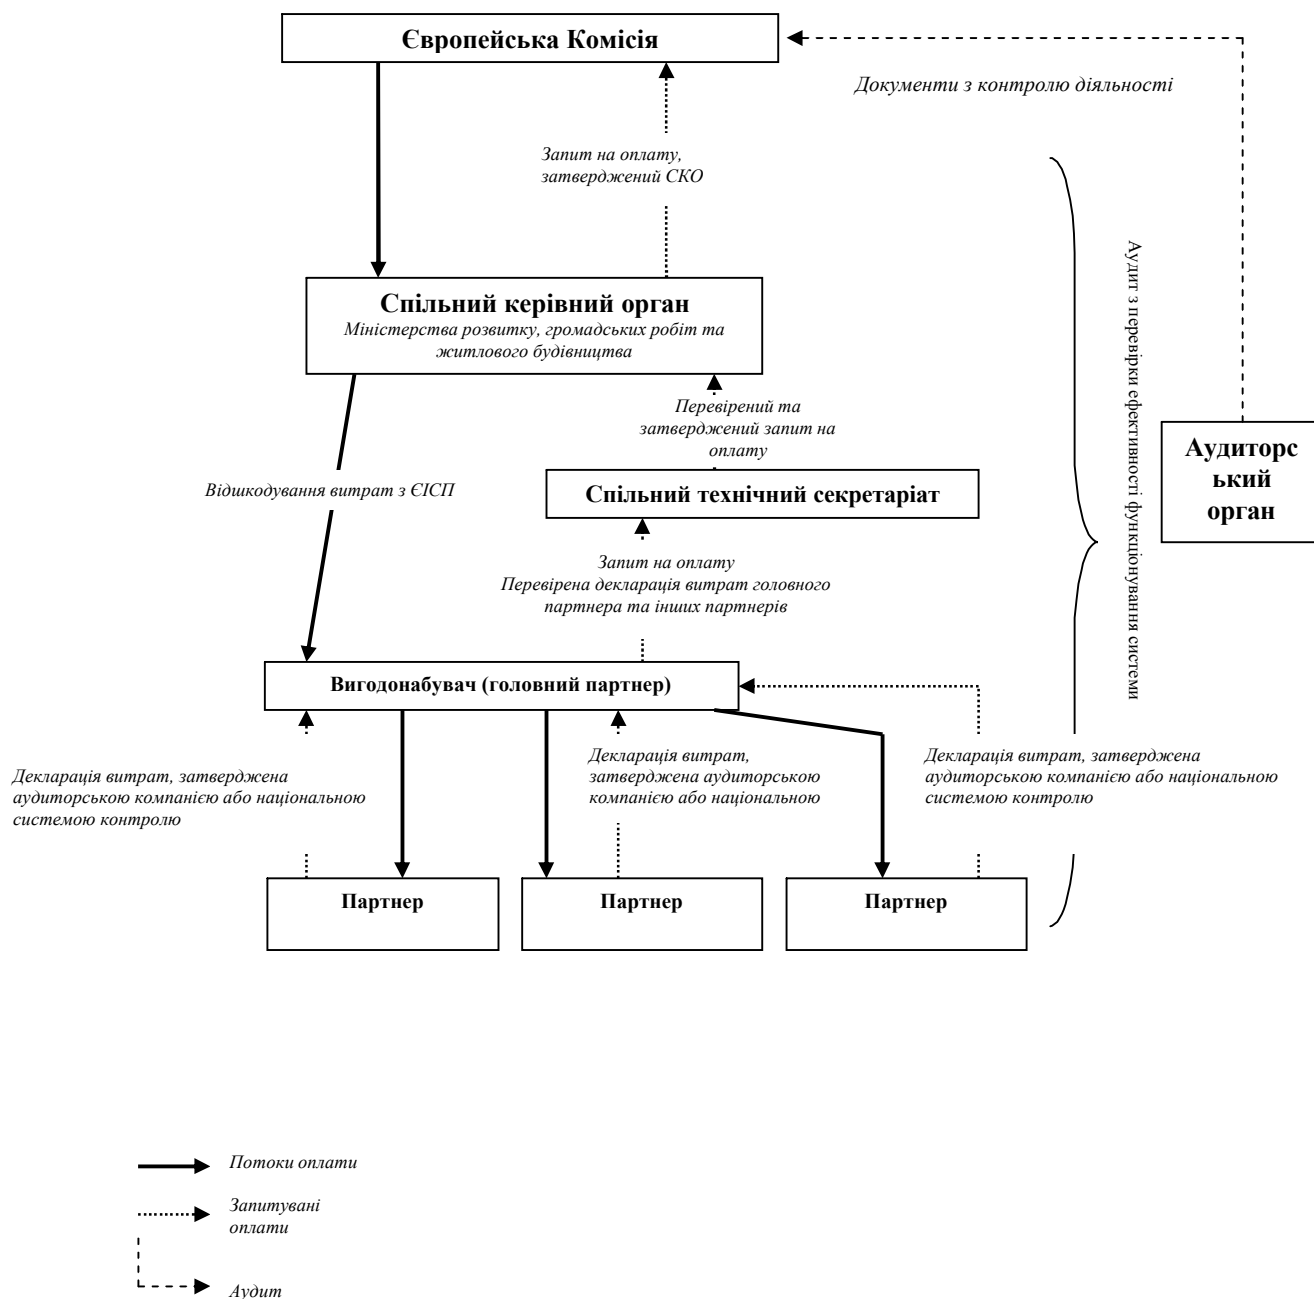 Європейська Комісія
Документи з контролю діяльності
Запит на оплату,
затверджений СКО
Аудит з перевірки ефективності функціонування системи
Спільний керівний орган
Міністерства розвитку, громадських робіт та
житлового будівництва
Перевірений та
затверджений запит на
оплату
Аудиторс
ький
орган
Відшкодування витрат з ЄІСП
Спільний технічний секретаріат
Запит на оплату
Перевірена декларація витрат головного
партнера та інших партнерів
Вигодонабувач (головний партнер)
Декларація витрат, затверджена
аудиторською компанією або національною
системою контролю
Декларація витрат,
затверджена аудиторською
компанією або національною
Декларація витрат, затверджена
аудиторською компанією або національною
системою контролю
Партнер
Партнер
Партнер
Потоки оплати
Запитувані
оплати
Аудит